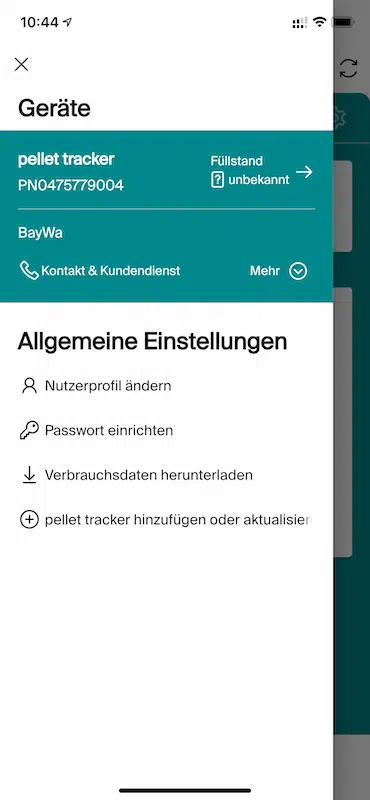 10:44
Geräte
pellet tracker
PN0475779004
Füllstand
? unbekannt
BayWa
Kontakt & Kundendienst
Mehr
Allgemeine Einstellungen
Nutzerprofil ändern
Passwort einrichten
Verbrauchsdaten herunterladen
pellet tracker hinzufügen oder aktualisier